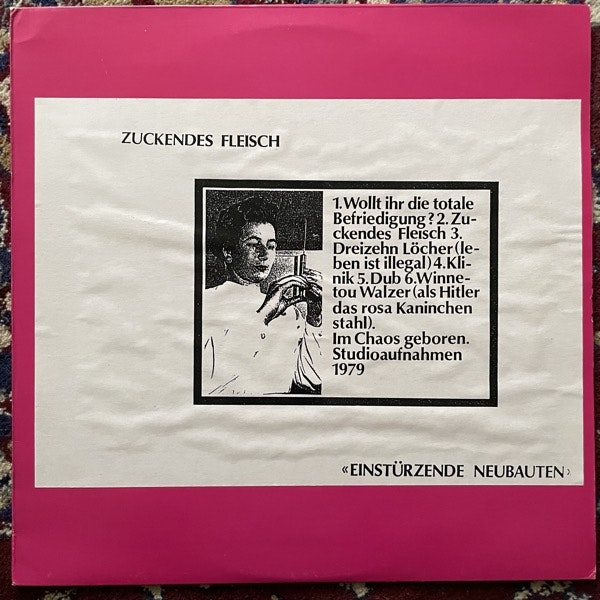 ZUCKENDES FLEISCH
1.Wollt ihr die totale
Befriedigung?2. Zu-
ckendes Fleisch 3.
Dreizehn Löcher(le-
ben ist illegal)4.Kli-
nik 5. Dub 6.Winne-
tou Walzer(als Hitler
das rosa Kaninchen
stahl).
Im Chaos geboren.
Studioaufnahmen
1979
«EINSTÜRZENDE NEUBAUTEN›